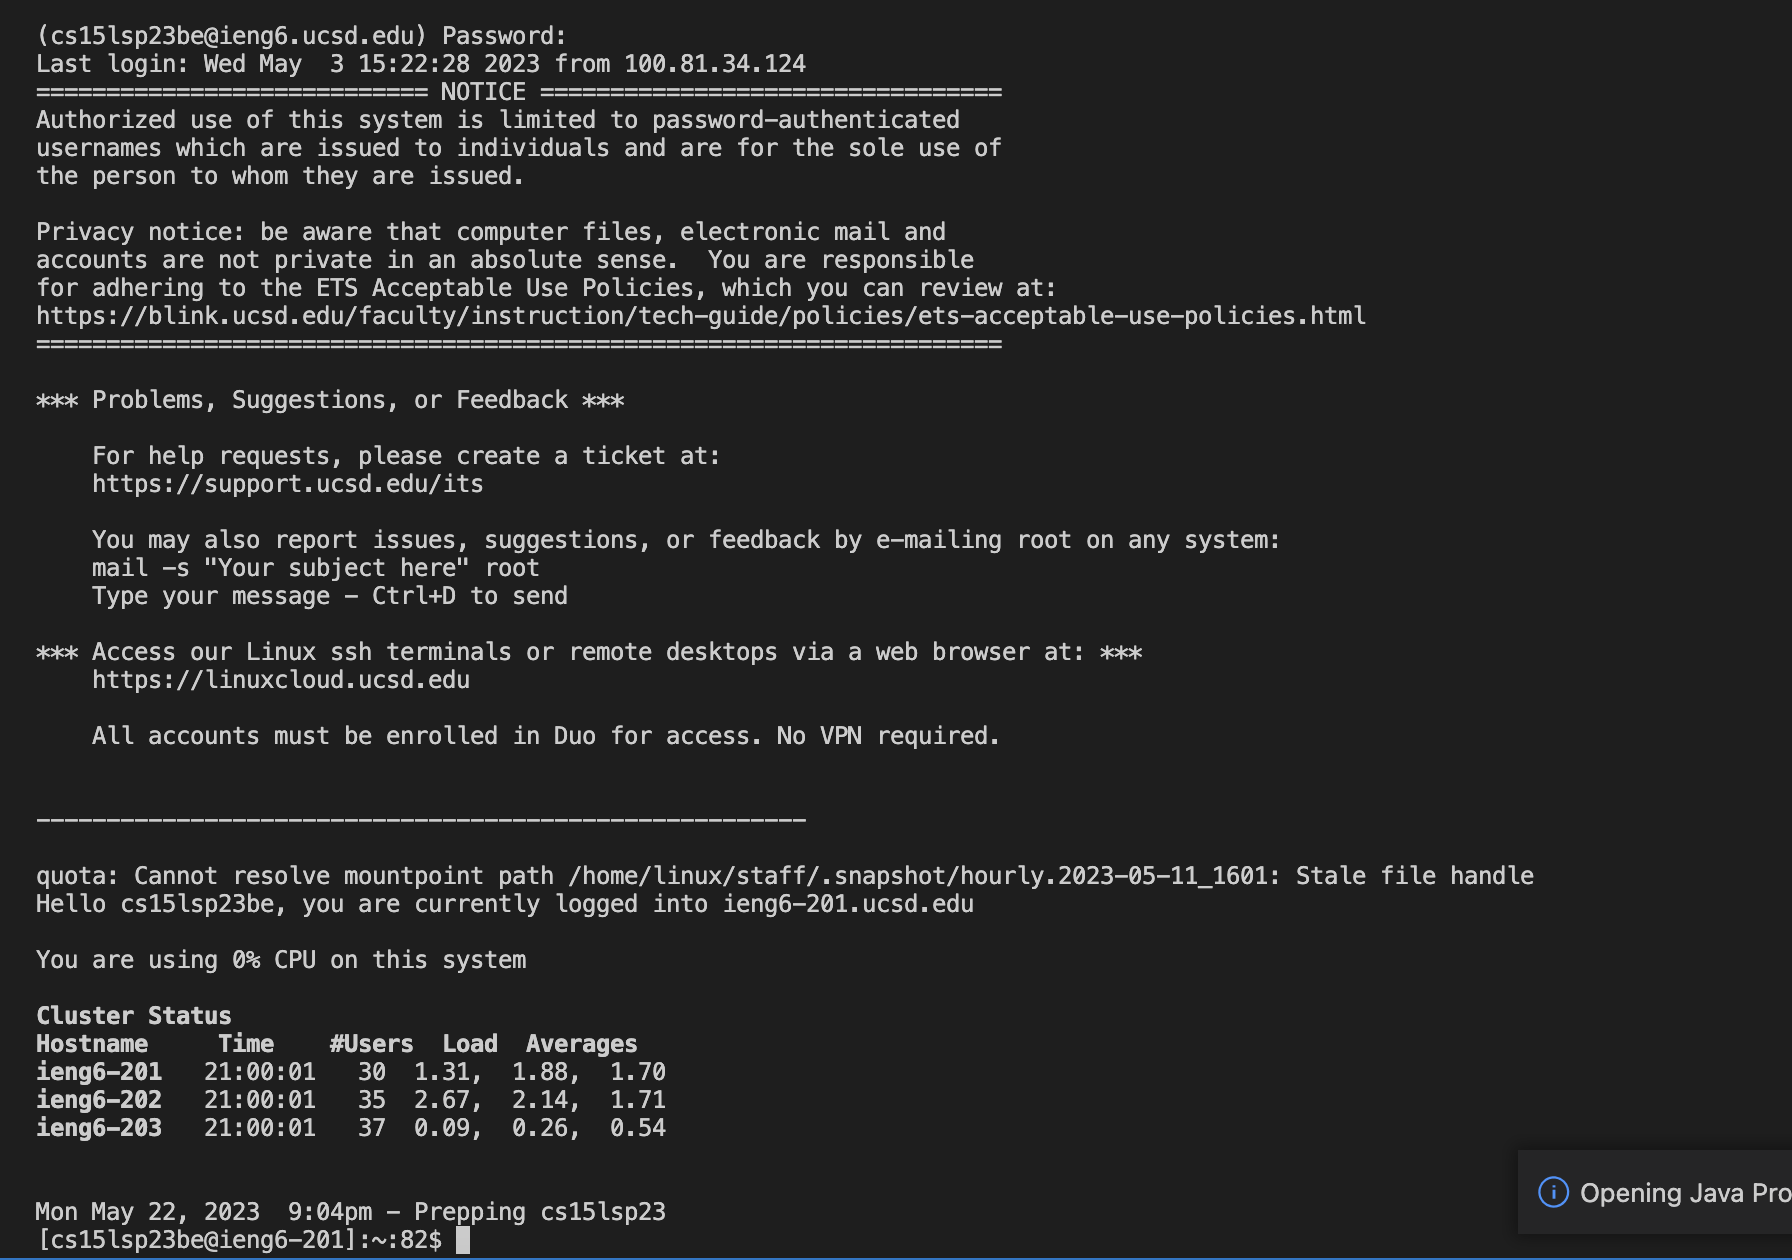 (cs15lsp23be@ieng6.ucsd.edu) Password:
Last login: Wed May  3 15:22:28 2023 from 100.81.34.124
============================ NOTICE =================================
Authorized use of this system is limited to password-authenticated
usernames which are issued to individuals and are for the sole use of
the person to whom they are issued.

Privacy notice: be aware that computer files, electronic mail and
accounts are not private in an absolute sense.  You are responsible
for adhering to the ETS Acceptable Use Policies, which you can review at:
https://blink.ucsd.edu/faculty/instruction/tech-guide/policies/ets-acceptable-use-policies.html
=====================================================================

*** Problems, Suggestions, or Feedback ***

    For help requests, please create a ticket at:
    https://support.ucsd.edu/its

    You may also report issues, suggestions, or feedback by e-mailing root on any system:
    mail -s "Your subject here" root
    Type your message - Ctrl+D to send

*** Access our Linux ssh terminals or remote desktops via a web browser at: ***
    https://linuxcloud.ucsd.edu

    All accounts must be enrolled in Duo for access. No VPN required.

-------------------------------------------------------

quota: Cannot resolve mountpoint path /home/linux/staff/.snapshot/hourly.2023-05-11_1601: Stale file handle
Hello cs15lsp23be, you are currently logged into ieng6-201.ucsd.edu

You are using 0% CPU on this system

Cluster Status
Hostname     Time    #Users  Load  Averages
ieng6-201   21:00:01   30  1.31,  1.88,  1.70
ieng6-202   21:00:01   35  2.67,  2.14,  1.71
ieng6-203   21:00:01   37  0.09,  0.26,  0.54

Opening Java Pro
Mon May 22, 2023  9:04pm - Prepping cs15lsp23
[cs15lsp23be@ieng6-201]:~:82$